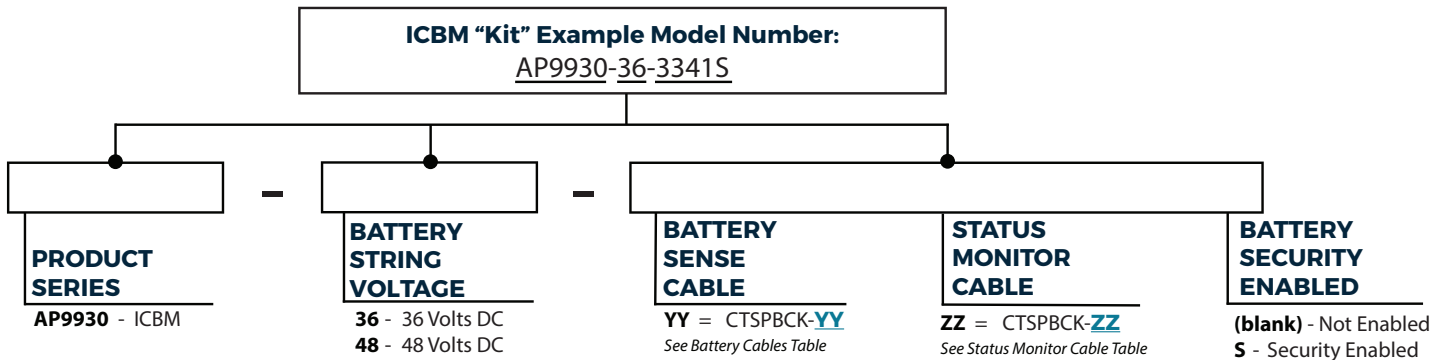 ICBM “Kit” Example Model Number:
AP9930-36-3341S
–
–
PRODUCT
SERIES
AP9930 - ICBM
BATTERY
STRING
VOLTAGE
36 - 36 Volts DC
48 - 48 Volts DC
BATTERY
SENSE
CABLE
YY = CTSPBCK-YY
See Battery Cables Table
STATUS
MONITOR
CABLE
ZZ = CTSPBCK-ZZ
See Status Monitor Cable Table
BATTERY
SECURITY
ENABLED
(blank) - Not Enabled
S - Security Enabled